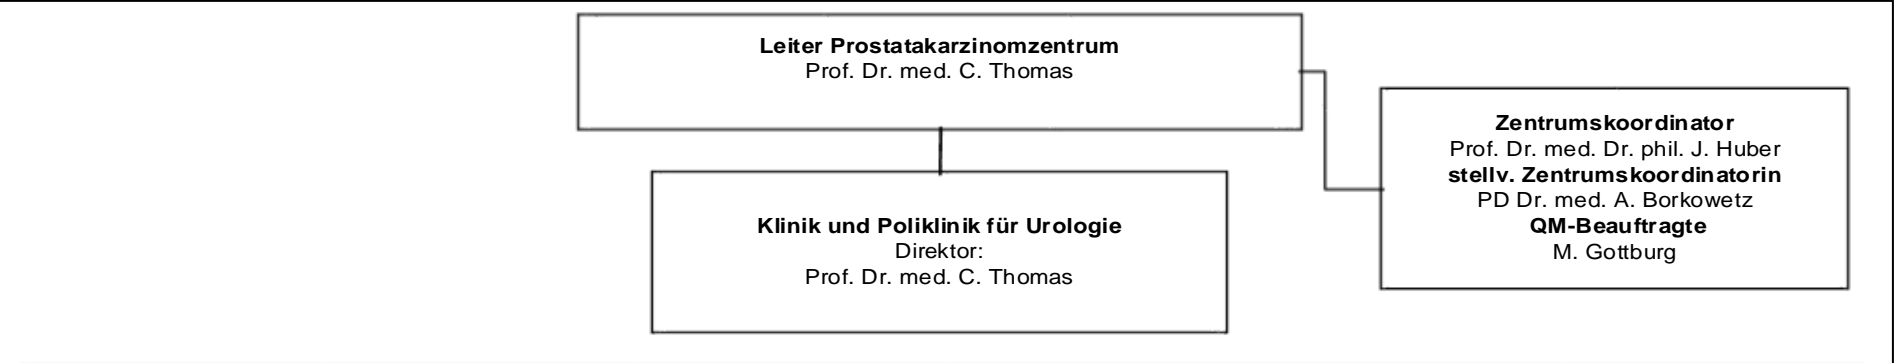 Leiter Prostatakarzinomzentrum
Prof. Dr. med. C. Thomas
Zentrumskoordinator
Prof. Dr. med. Dr. phil. J. Huber
stellv. Zentrumskoordinatorin
PD Dr. med. A. Borkowetz
QM-Beauftragte
M. Gottburg
Klinik und Poliklinik für Urologie
Direktor:
Prof. Dr. med. C. Thomas